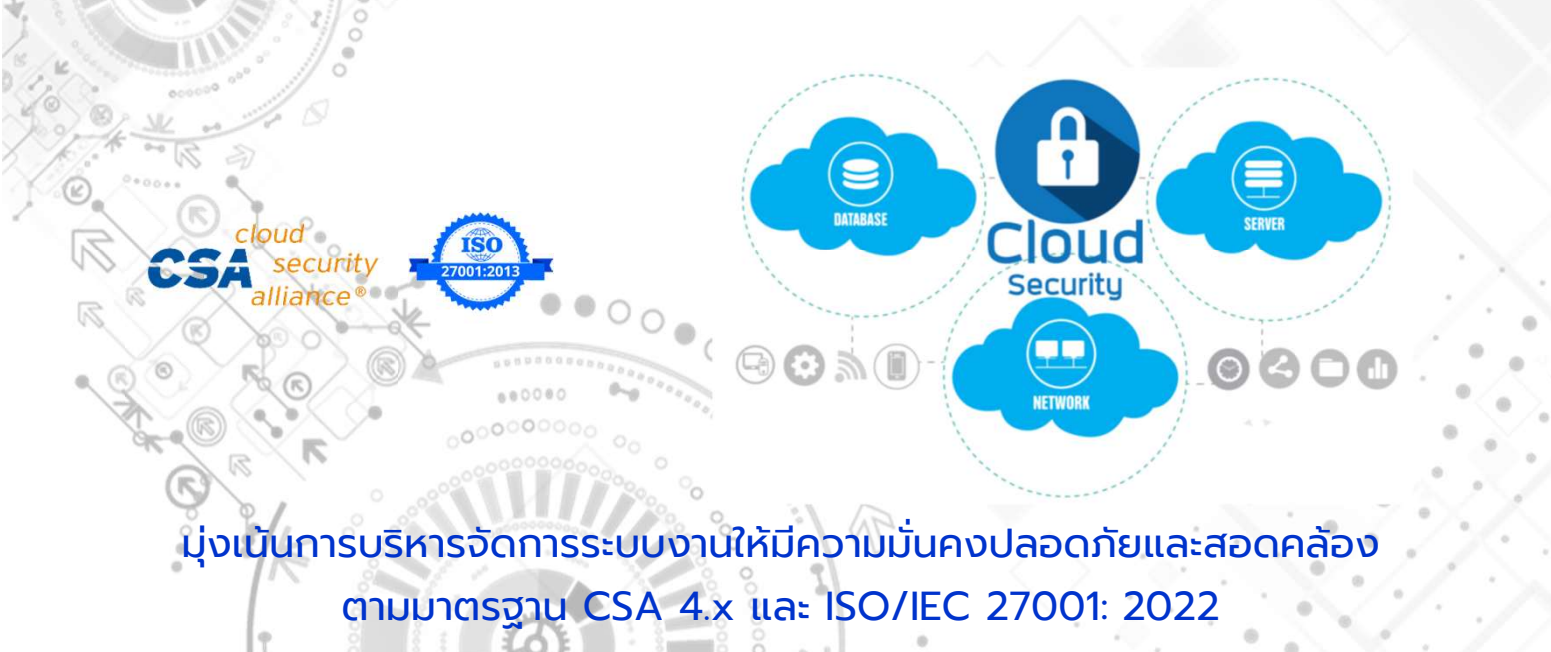 DATABASE
SERVER
Cloud
Security
cloud
CSA security
alliance®
ISO
27001:2013
NETWORK
มุ่งเน้นการบริหารจัดการระบบงานให้มีความมั่นคงปลอดภัยและสอดคล้อง
ตามมาตรฐาน CSA 4.x และ ISO/IEC 27001: 2022